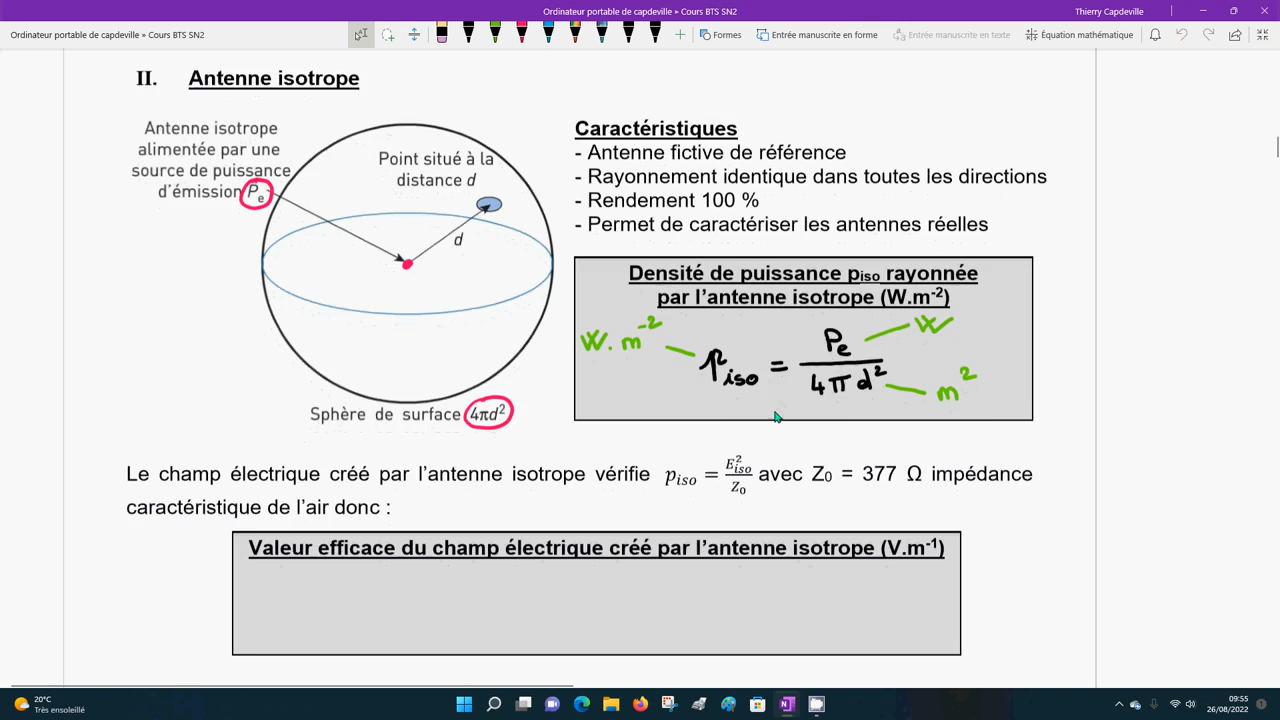 Ordinateur portable de capdeville » Cours BTS SN2
Thierry Capdeville
Ordinateur portable de capdeville » Cours BTS SN2
Formes
Entrée manuscrite en forme
Entrée manuscrite en texte
Équation mathématique
II. Antenne isotrope
Antenne isotrope
alimentée par une
source de puissance
d'émission Pe
Point situé à la
distance d
d
Sphère de surface 4πd²
Caractéristiques
- Antenne fictive de référence
- Rayonnement identique dans toutes les directions
- Rendement 100 %
- Permet de caractériser les antennes réelles
Densité de puissance piso rayonnée
par l'antenne isotrope (W.m-2)
W.m-2 piso = Pe / 4πd² W
m²
Le champ électrique créé par l'antenne isotrope vérifie piso = E²iso / Z0 avec Z0 = 377 Ω impédance
caractéristique de l'air donc :
Valeur efficace du champ électrique créé par l'antenne isotrope (V.m-1)
20°C
Très ensoleillé
09:55
26/08/2022